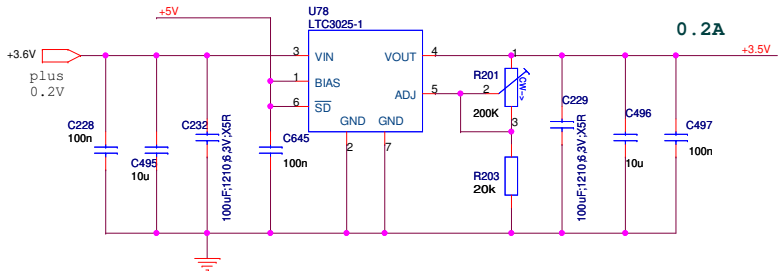 +5V
U78
LTC3025-1
0.2A
+3.6V
3
VIN
VOUT
4
1
+3.5V
plus
0.2V
1
BIAS
R201
2
CW->
6
SD
ADJ
5
200K
C229
C496
C497
C228
100n
C232
GND
GND
C645
100n
3
10u
100n
C495
10u
100uF;1210;6.3V;X5R
2
7
R203
20k
100uF;1210;6.3V;X5R